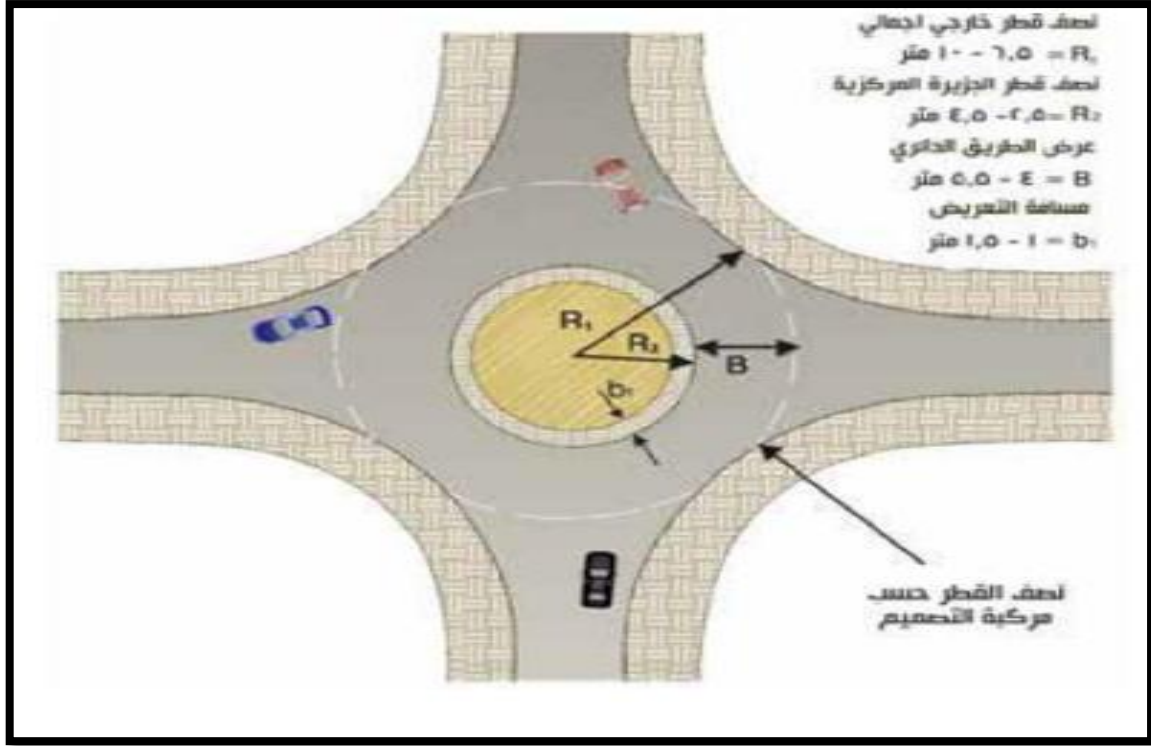 نصف قطر خارجي اجمالي
R₁ = ٦,٥ - ١٠ متر
نصف قطر الجزيرة المركزية
R₂ = ٢,٥ - ٤,٥ متر
عرض الطريق الدائري
B = ٤ - ٥,٥ متر
مسافة التعريض
b₁ = ١ - ١,٥ متر
R₁
R₂
B
b₁
نصف القطر حسب
مركبة التصميم